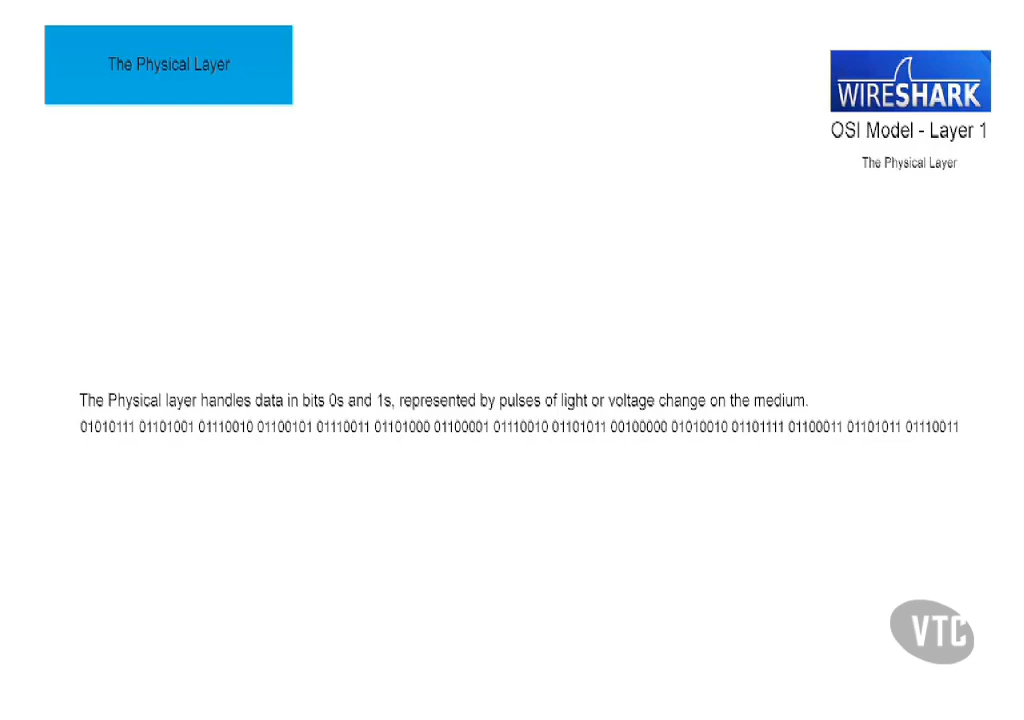 The Physical Layer
WIRESHARK
OSI Model - Layer 1
The Physical Layer
The Physical layer handles data in bits 0s and 1s, represented by pulses of light or voltage change on the medium.
01010111 01101001 01110010 01100101 01110011 01101000 01100001 01110010 01101011 00100000 01010010 01101111 01100011 01101011 01110011
VTC